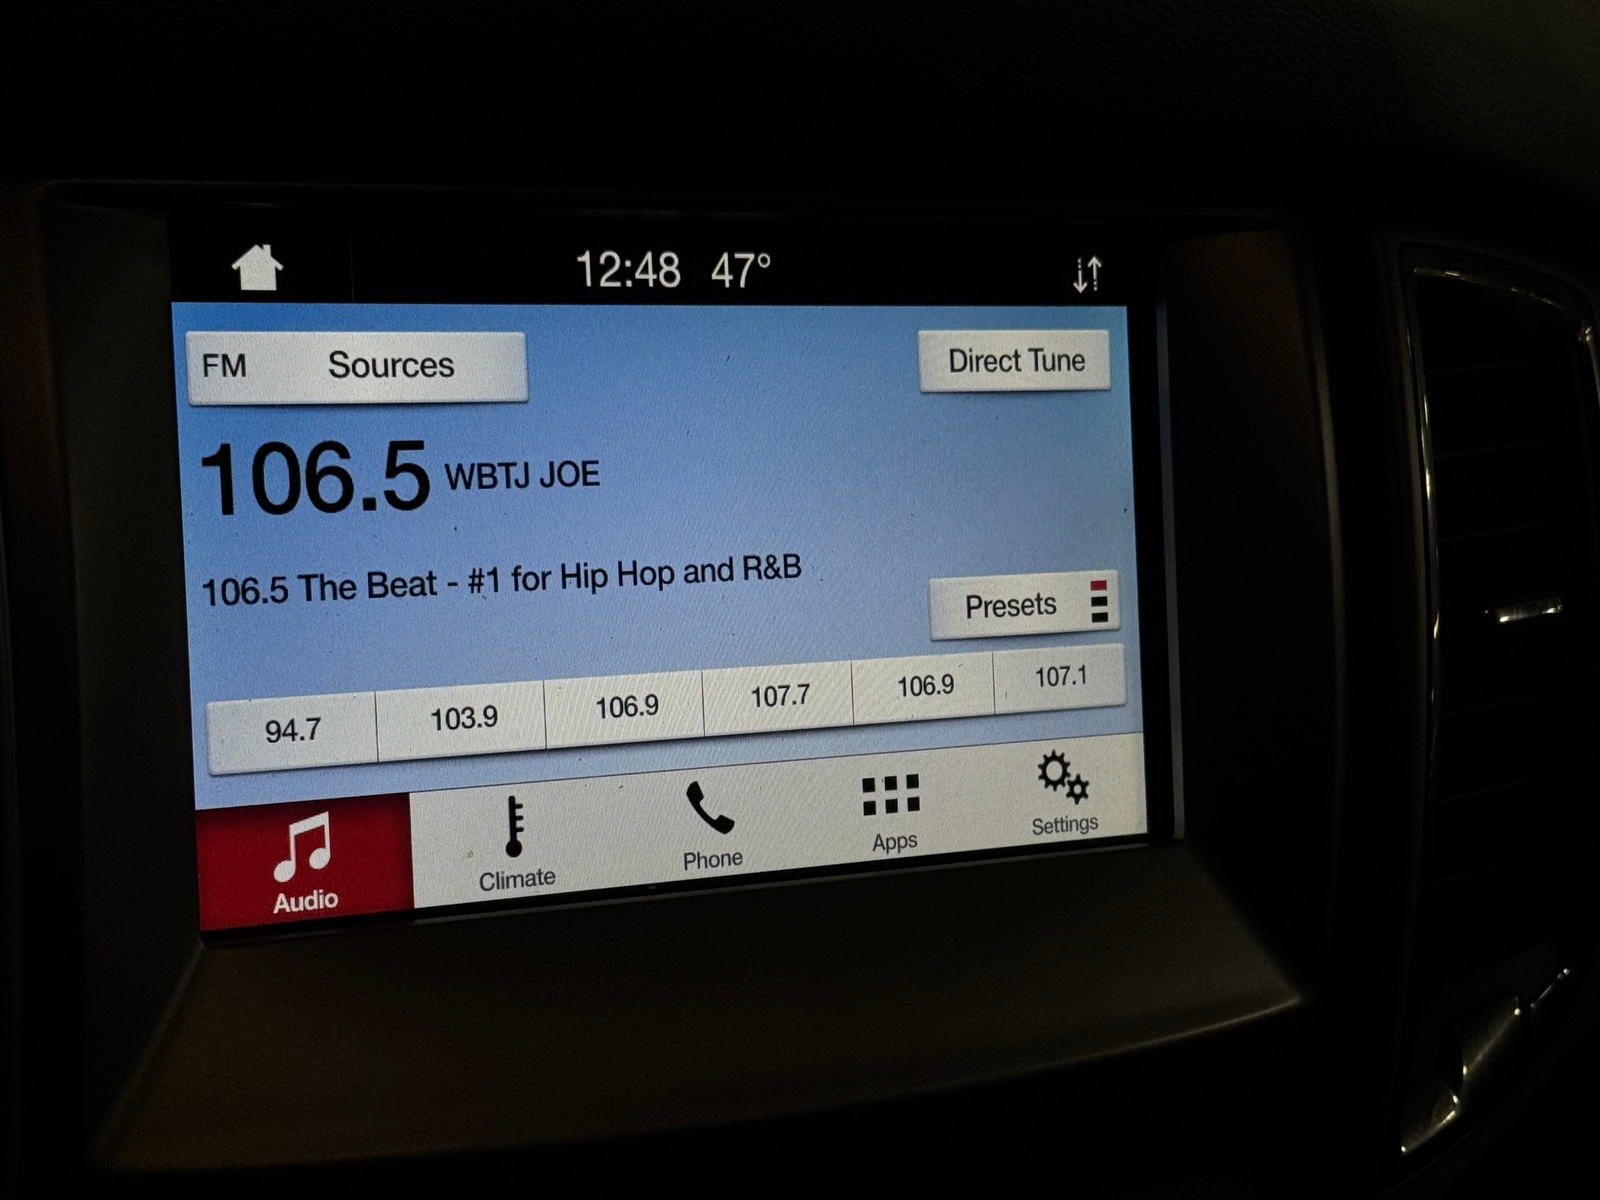 12:48 47°
FM Sources
Direct Tune
106.5 WBTJ JOE
106.5 The Beat - #1 for Hip Hop and R&B
Presets
94.7 103.9 106.9 107.7 106.9 107.1
Audio Climate Phone Apps Settings